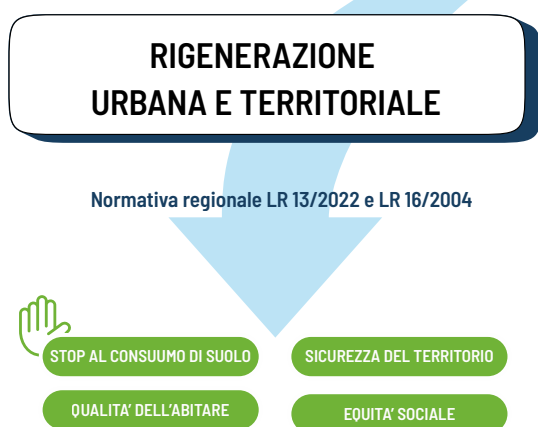 RIGENERAZIONE
URBANA E TERRITORIALE
Normativa regionale LR 13/2022 e LR 16/2004
STOP AL CONSUUMO DI SUOLO
SICUREZZA DEL TERRITORIO
QUALITA' DELL'ABITARE
EQUITA' SOCIALE